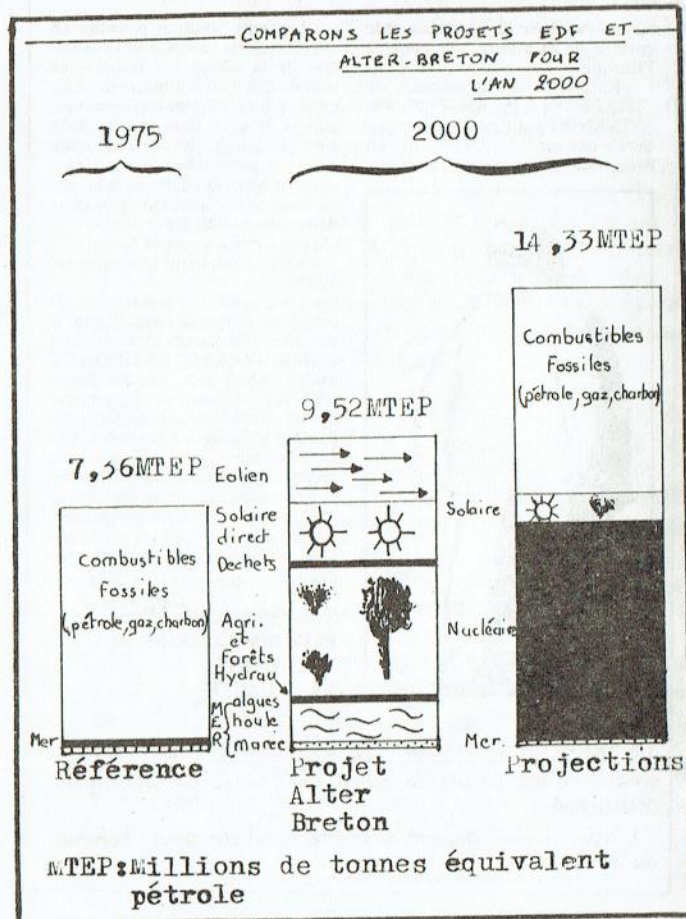 COMPARONS LES PROJETS EDF ET
ALTER-BRETON POUR
L'AN 2000
1975
2000
7,36MTEP
Combustibles
Fossiles
(pétrole, gaz, charbon)
Mer
Référence
9,52MTEP
Eolien
Solaire
direct
Dechets
Agri.
et
Forêts
Hydrau
MER
algues
houle
marée
Projet
Alter
Breton
14,33MTEP
Combustibles
Fossiles
(pétrole, gaz, charbon)
Solaire
Nucléaire
Mer.
Projections
MTEP:Millions de tonnes équivalent
pétrole